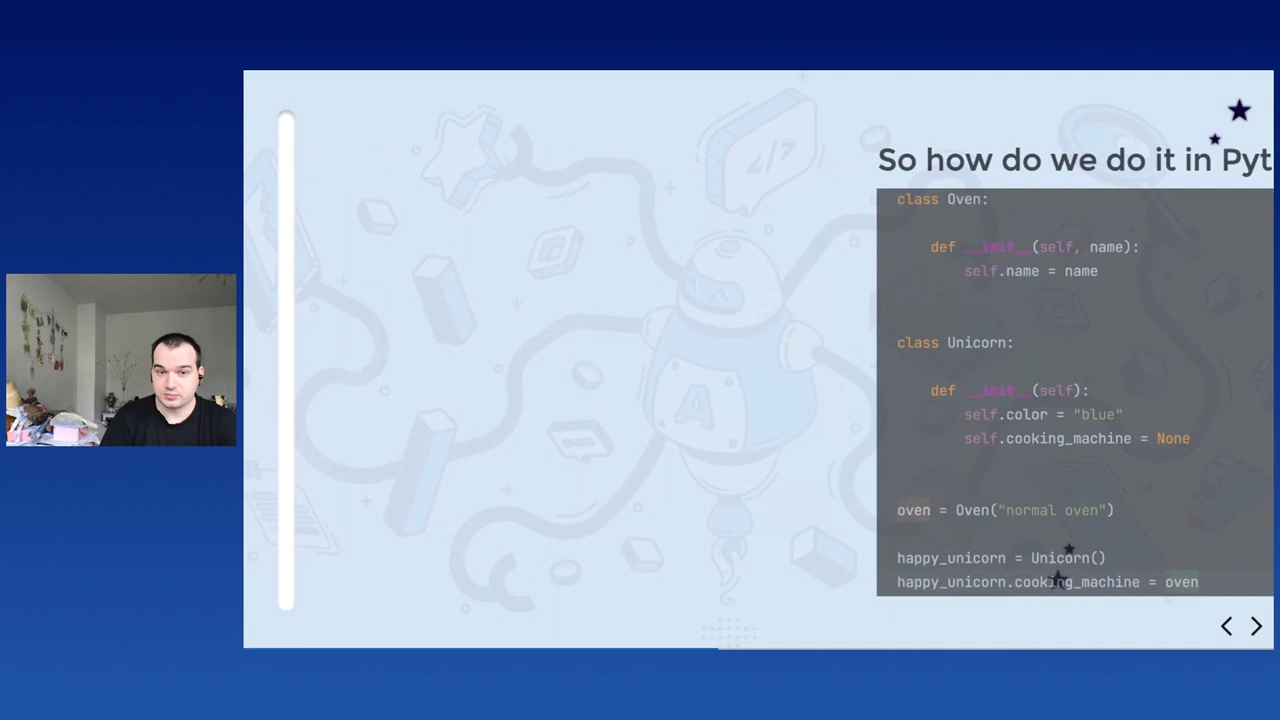 </>
So how do we do it in Pyt
class Oven:
def __init__(self, name):
self.name = name
class Unicorn:
def __init__(self):
self.color = "blue"
self.cooking_machine = None
A
oven = Oven("normal oven")
happy_unicorn = Unicorn()
happy_unicorn.cooking_machine = oven
< >